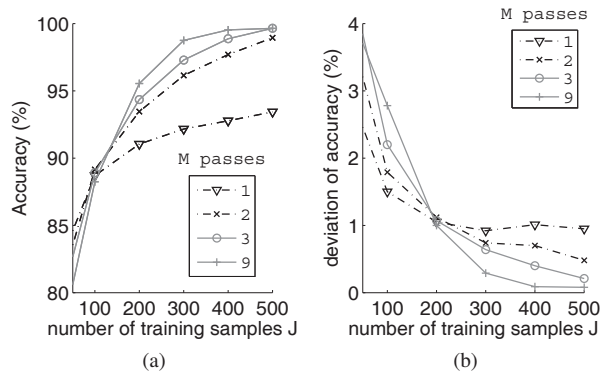 100
95
90
85
80
Accuracy (%)
100 200 300 400 500
number of training samples J
M passes
1
2
3
9
(a)
M passes
1
2
3
9
4
3
2
1
0
deviation of accuracy (%)
100 200 300 400 500
number of training samples J
(b)